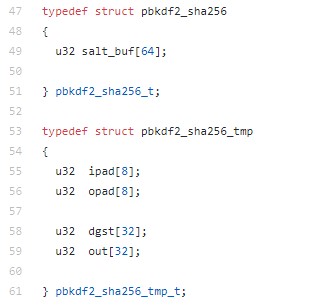 47 typedef struct pbkdf2_sha256
48 {
49 u32 salt_buf[64];
50
51 } pbkdf2_sha256_t;
52
53 typedef struct pbkdf2_sha256_tmp
54 {
55 u32  ipad[8];
56 u32  opad[8];
57
58 u32  dgst[32];
59 u32  out[32];
60
61 } pbkdf2_sha256_tmp_t;